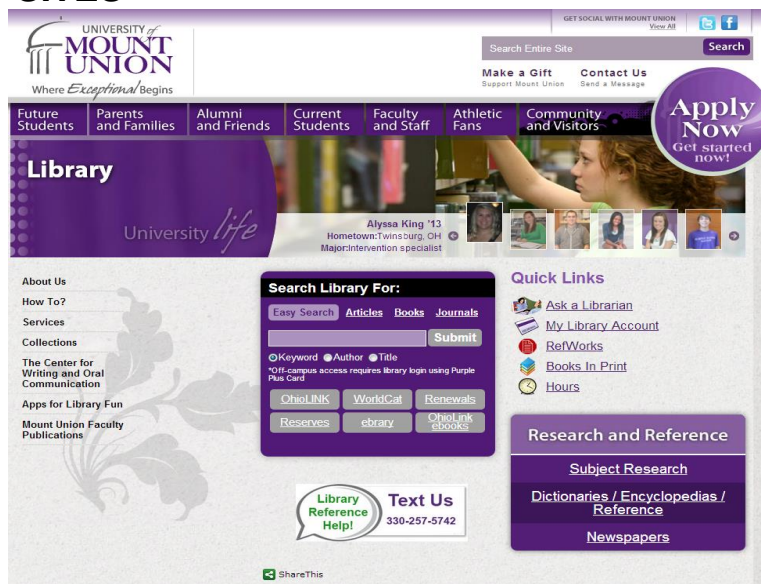 UNIVERSITY of
MOUNT
UNION
Where Exceptional Begins
GET SOCIAL WITH MOUNT UNION
View All
Search Entire Site
Search
Make a Gift
Support Mount Union
Contact Us
Send a Message
Apply
Now
Get started
now!
Future
Students
Parents
and Families
Alumni
and Friends
Current
Students
Faculty
and Staff
Athletic
Fans
Community
and Visitors
Library
University life
Alyssa King '13
Hometown:Twinsburg, OH
Major:Intervention specialist
About Us
How To?
Services
Collections
The Center for
Writing and Oral
Communication
Apps for Library Fun
Mount Union Faculty
Publications
Search Library For:
Easy Search Articles Books Journals
Submit
Keyword Author Title
*Off-campus access requires library login using Purple
Plus Card
OhioLINK WorldCat Renewals
Reserves ebrary OhioLink
ebooks
Library
Reference
Help!
Text Us
330-257-5742
ShareThis
Quick Links
Ask a Librarian
My Library Account
RefWorks
Books In Print
Hours
Research and Reference
Subject Research
Dictionaries / Encyclopedias /
Reference
Newspapers